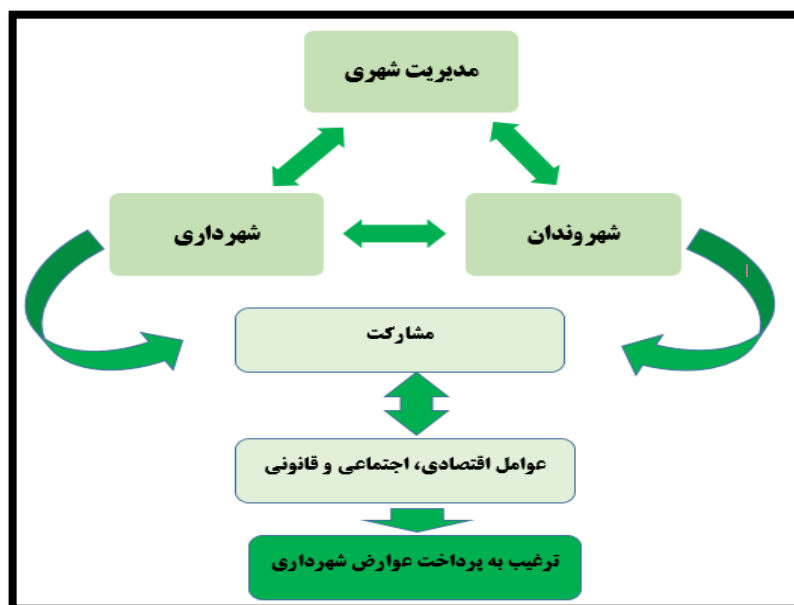 مدیریت شهری
شهرداری
شهروندان
مشارکت
عوامل اقتصادی، اجتماعی و قانونی
ترغیب به پرداخت عوارض شهرداری